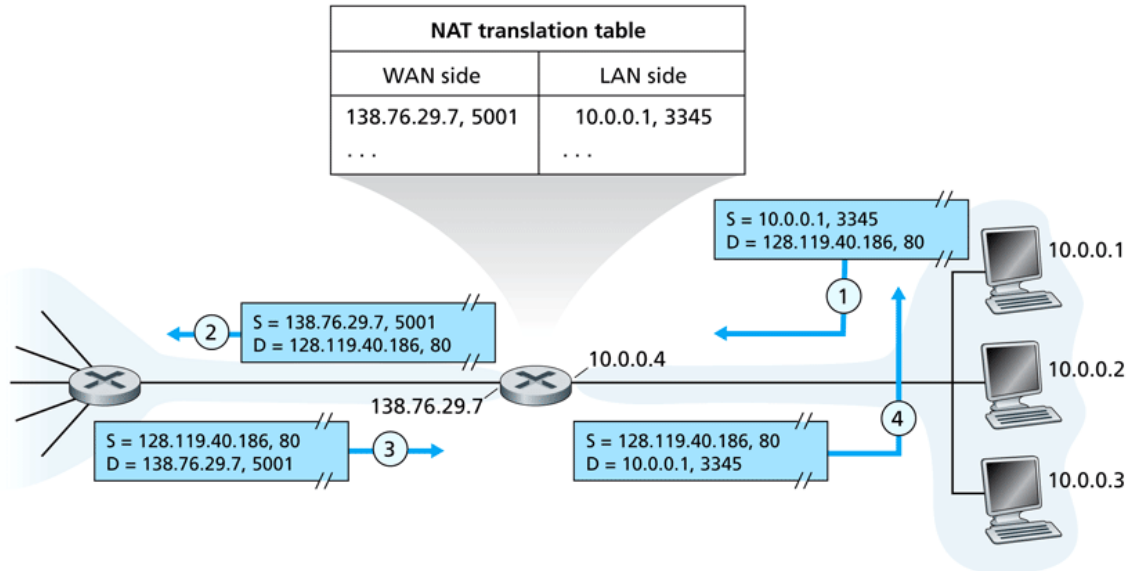 NAT translation table
WAN side
LAN side
138.76.29.7, 5001
10.0.0.1, 3345
. . .
. . .
S = 10.0.0.1, 3345
D = 128.119.40.186, 80
10.0.0.1
1
2
S = 138.76.29.7, 5001
D = 128.119.40.186, 80
10.0.0.4
10.0.0.2
138.76.29.7
4
S = 128.119.40.186, 80
D = 138.76.29.7, 5001
3
S = 128.119.40.186, 80
D = 10.0.0.1, 3345
10.0.0.3